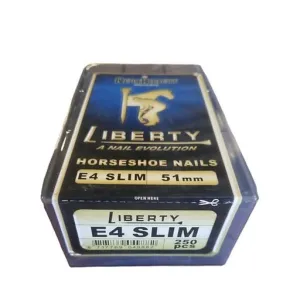 LIBERTY
A NAIL EVOLUTION
HORSESHOE NAILS
E4 SLIM 51mm
OPEN HERE
LIBERTY
E4 SLIM
250
pcs